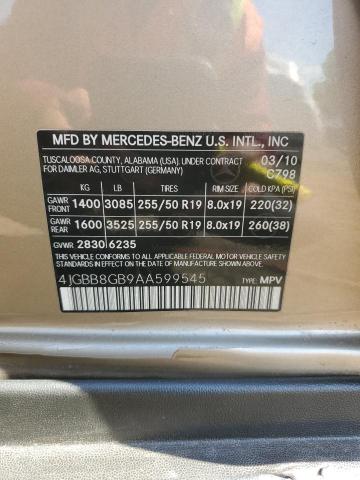 MFD BY MERCEDES-BENZ U.S. INTL., INC
TUSCALOOSA COUNTY, ALABAMA (USA). UNDER CONTRACT 03/10
FOR DAIMLER AG, STUTTGART (GERMANY) C798
KG LB TIRES RIM SIZE COLD KPA (PSI)
GAWR FRONT 1400 3085 255/50 R19 8.0x19 220(32)
GAWR REAR 1600 3525 255/50 R19 8.0x19 260(38)
GVWR 2830 6235
THIS VEHICLE CONFORMS TO ALL APPLICABLE U.S. FEDERAL MOTOR
VEHICLE SAFETY STANDARDS IN EFFECT ON THE DATE OF
MANUFACTURE SHOWN ABOVE.
4JGBB8GB9AA599545 TYPE: MPV